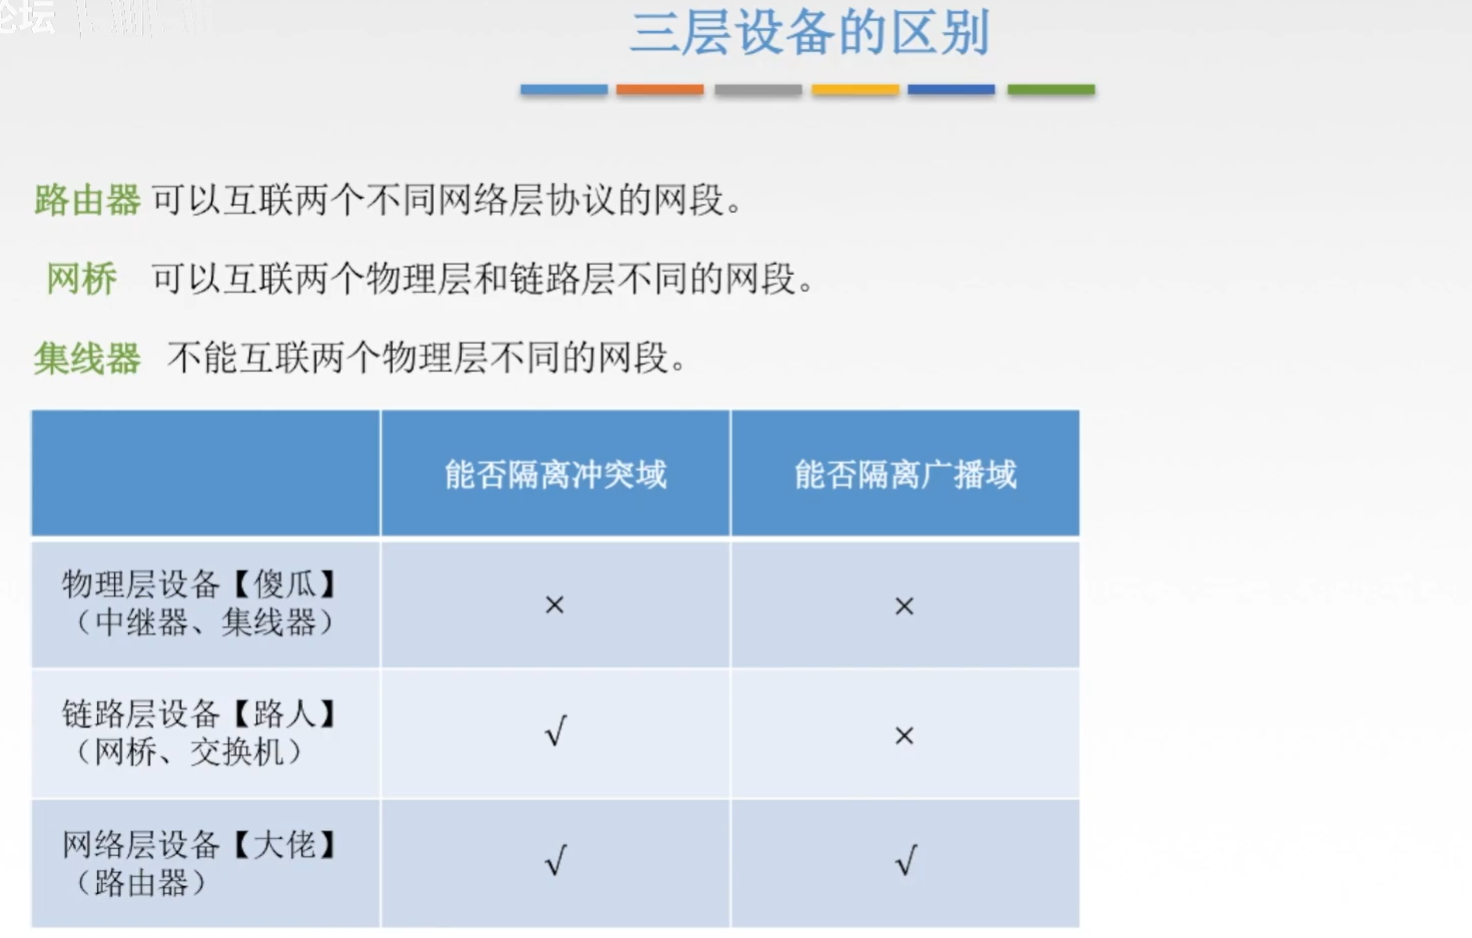 论坛
三层设备的区别
路由器 可以互联两个不同网络层协议的网段。
网桥 可以互联两个物理层和链路层不同的网段。
集线器 不能互联两个物理层不同的网段。
能否隔离冲突域 能否隔离广播域
物理层设备【傻瓜】
（中继器、集线器） × ×
链路层设备【路人】
（网桥、交换机） √ ×
网络层设备【大佬】
（路由器） √ √